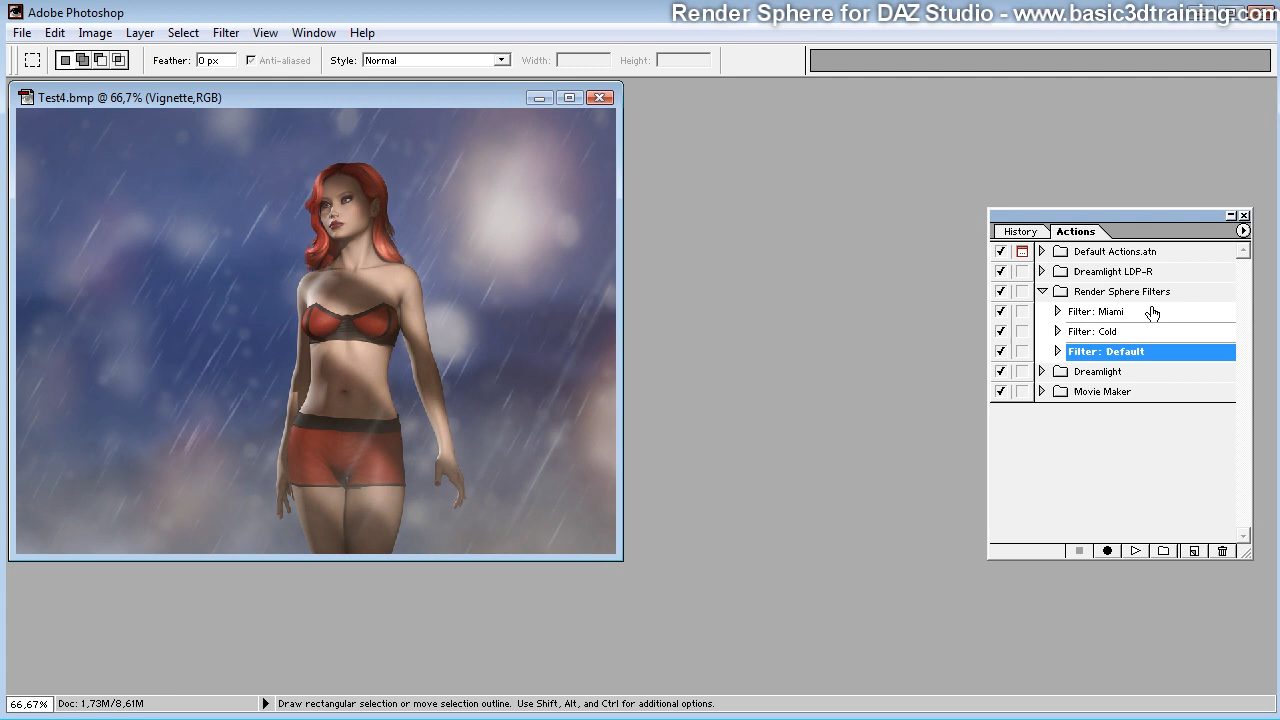 Adobe Photoshop
Render Sphere for DAZ Studio - www.basic3dtraining.com
File Edit Image Layer Select Filter View Window Help
Feather: 0 px Anti-aliased Style: Normal Width: Height:
Test4.bmp @ 66,7% (Vignette,RGB)
History Actions
Default Actions.atn
Dreamlight LDP-R
Render Sphere Filters
Filter: Miami
Filter: Cold
Filter: Default
Dreamlight
Movie Maker
66,67% Doc: 1,73M/8,61M Draw rectangular selection or move selection outline. Use Shift, Alt, and Ctrl for additional options.